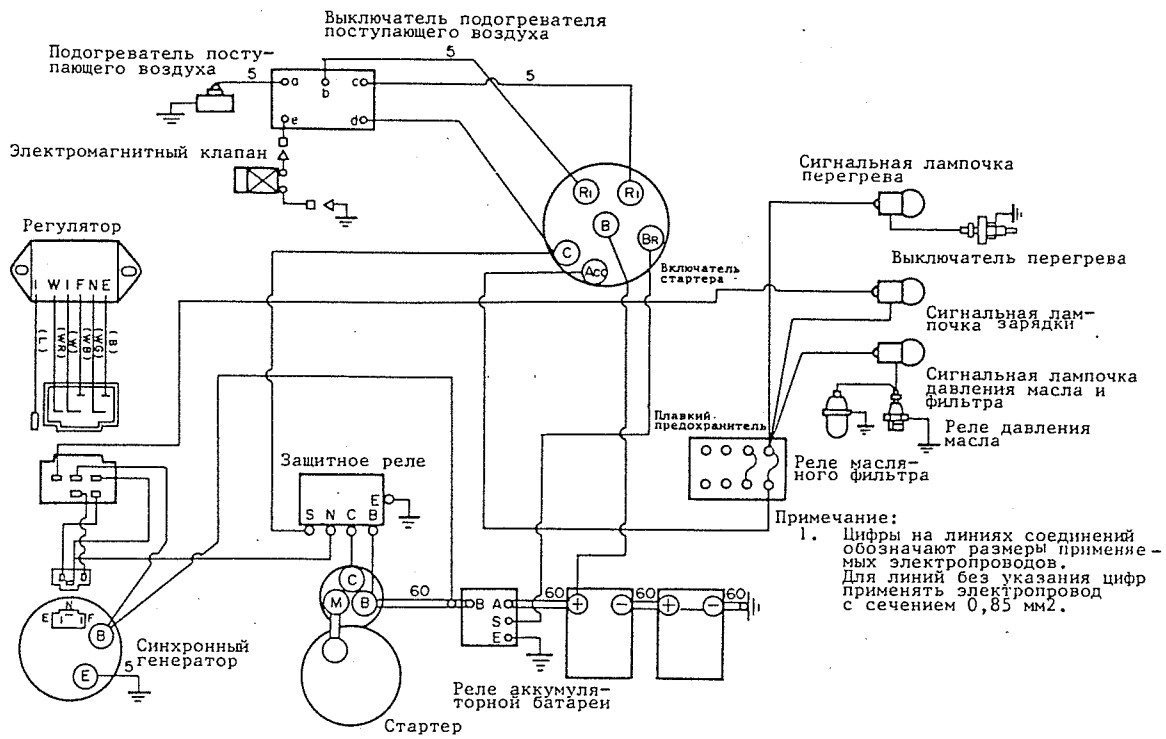 Выключатель подогревателя
поступающего воздуха
Подогреватель посту-
пающего воздуха
5
5
5
a
b
c
e
d
Электромагнитный клапан
R1
R1
B
BR
C
Acc
Включатель
стартера
Сигнальная лампочка
перегрева
Выключатель перегрева
Регулятор
I W I F N E
(L)
(WR)
(W)
(WB)
(WG)
(B)
Сигнальная лам-
почка зарядки
Сигнальная лампочка
давления масла и
фильтра
Реле давления
масла
Плавкий
предохранитель
Реле масля-
ного фильтра
Защитное реле
E
S N C B
C
M
B
60
B A
S
E
60
+
−
60
+
−
60
Примечание:
1. Цифры на линиях соединений
обозначают размеры применяе-
мых электропроводов.
Для линий без указания цифр
применять электропровод
с сечением 0,85 мм2.
N
E
F
B
E
5
Синхронный
генератор
Реле аккумуля-
торной батареи
Стартер